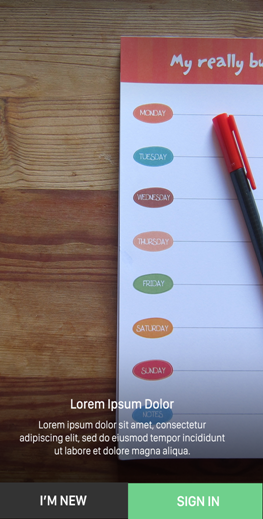 My really bu
MONDAY
TUESDAY
WEDNESDAY
THURSDAY
FRIDAY
SATURDAY
SUNDAY
Lorem Ipsum Dolor
NOTES
Lorem ipsum dolor sit amet, consectetur
adipiscing elit, sed do eiusmod tempor incididunt
ut labore et dolore magna aliqua.
I'M NEW
SIGN IN